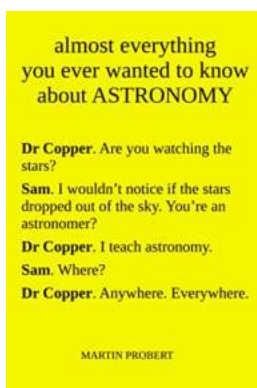 almost everything
you ever wanted to know
about ASTRONOMY
Dr Copper. Are you watching the
stars?
Sam. I wouldn’t notice if the stars
dropped out of the sky. You’re an
astronomer?
Dr Copper. I teach astronomy.
Sam. Where?
Dr Copper. Anywhere. Everywhere.
MARTIN PROBERT